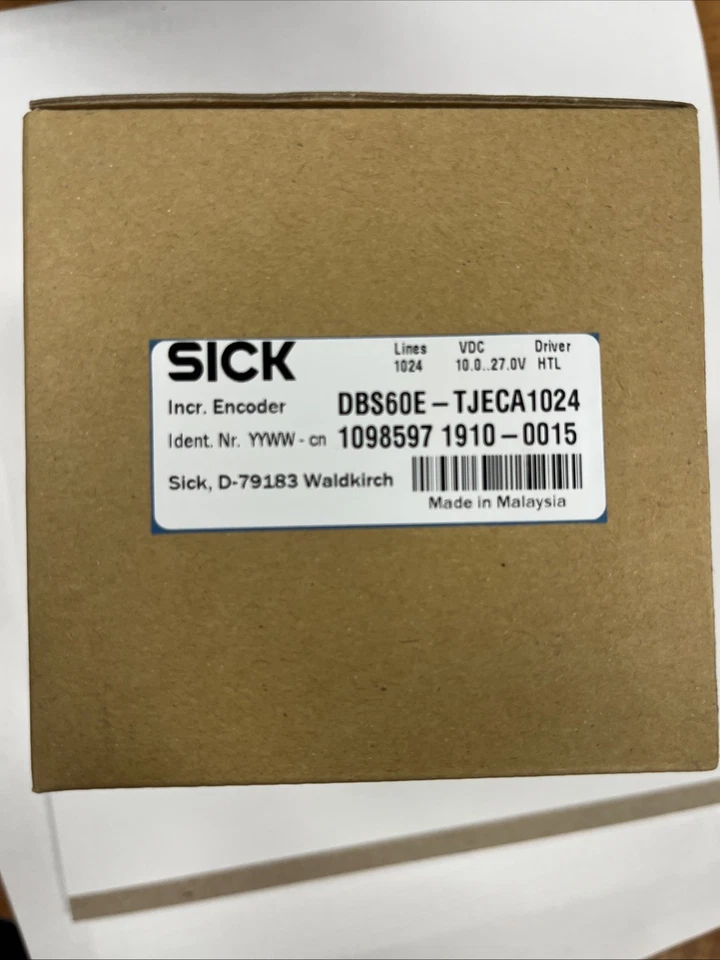 SICK
Lines VDC Driver
1024 10.0..27.0V HTL
Incr. Encoder DBS60E-TJECA1024
Ident. Nr. YYWW - cn 1098597 1910-0015
Sick, D-79183 Waldkirch
Made in Malaysia